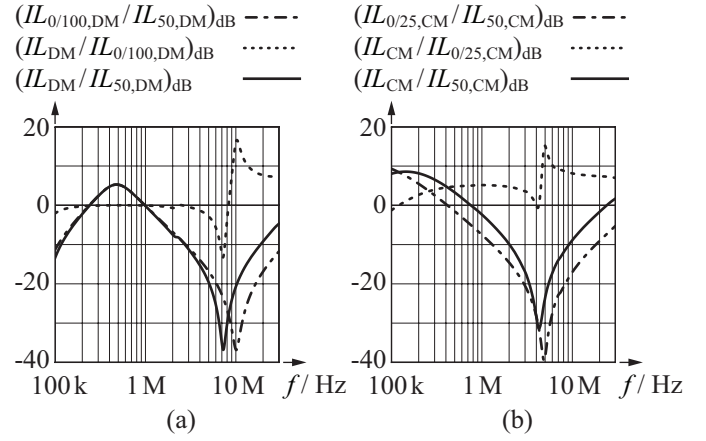 (IL0/100,DM / IL50,DM)dB
(ILDM / IL0/100,DM)dB
(ILDM / IL50,DM)dB
20
0
-20
-40
100 k 1 M 10 M f / Hz
(a)
(IL0/25,CM / IL50,CM)dB
(ILCM / IL0/25,CM)dB
(ILCM / IL50,CM)dB
20
0
-20
-40
100 k 1 M 10 M f / Hz
(b)